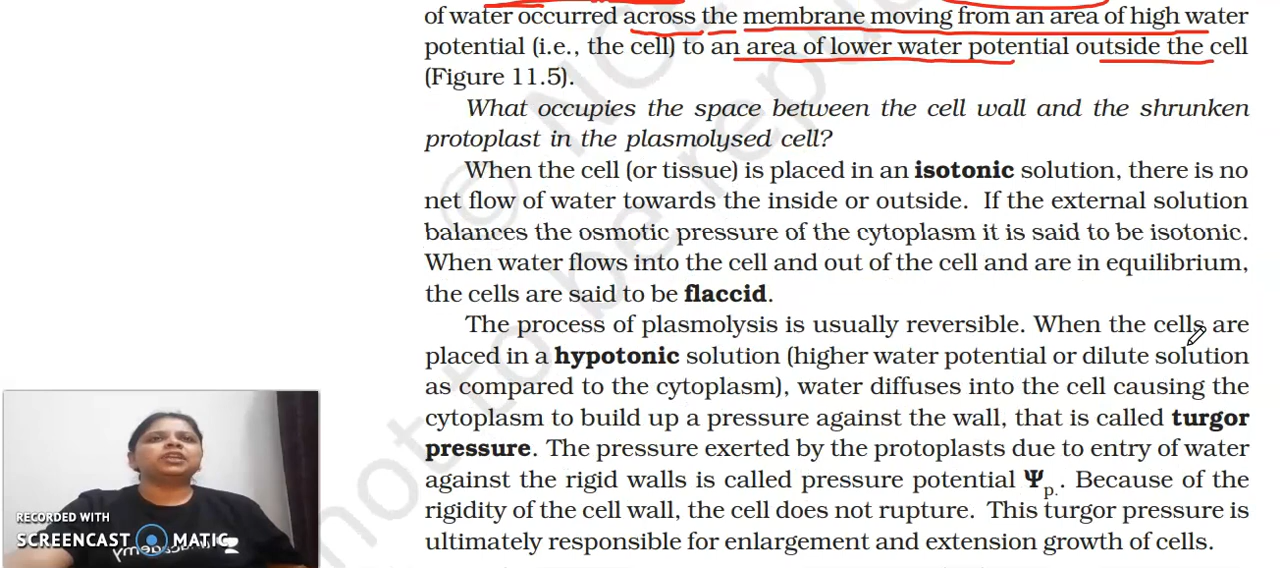 of water occurred across the membrane moving from an area of high water
potential (i.e., the cell) to an area of lower water potential outside the cell
(Figure 11.5).
What occupies the space between the cell wall and the shrunken
protoplast in the plasmolysed cell?
When the cell (or tissue) is placed in an isotonic solution, there is no
net flow of water towards the inside or outside. If the external solution
balances the osmotic pressure of the cytoplasm it is said to be isotonic.
When water flows into the cell and out of the cell and are in equilibrium,
the cells are said to be flaccid.
The process of plasmolysis is usually reversible. When the cells are
placed in a hypotonic solution (higher water potential or dilute solution
as compared to the cytoplasm), water diffuses into the cell causing the
cytoplasm to build up a pressure against the wall, that is called turgor
pressure. The pressure exerted by the protoplasts due to entry of water
against the rigid walls is called pressure potential Ψp.. Because of the
rigidity of the cell wall, the cell does not rupture. This turgor pressure is
ultimately responsible for enlargement and extension growth of cells.
© NC
not to be repu
RECORDED WITH
SCREENCAST MATIC